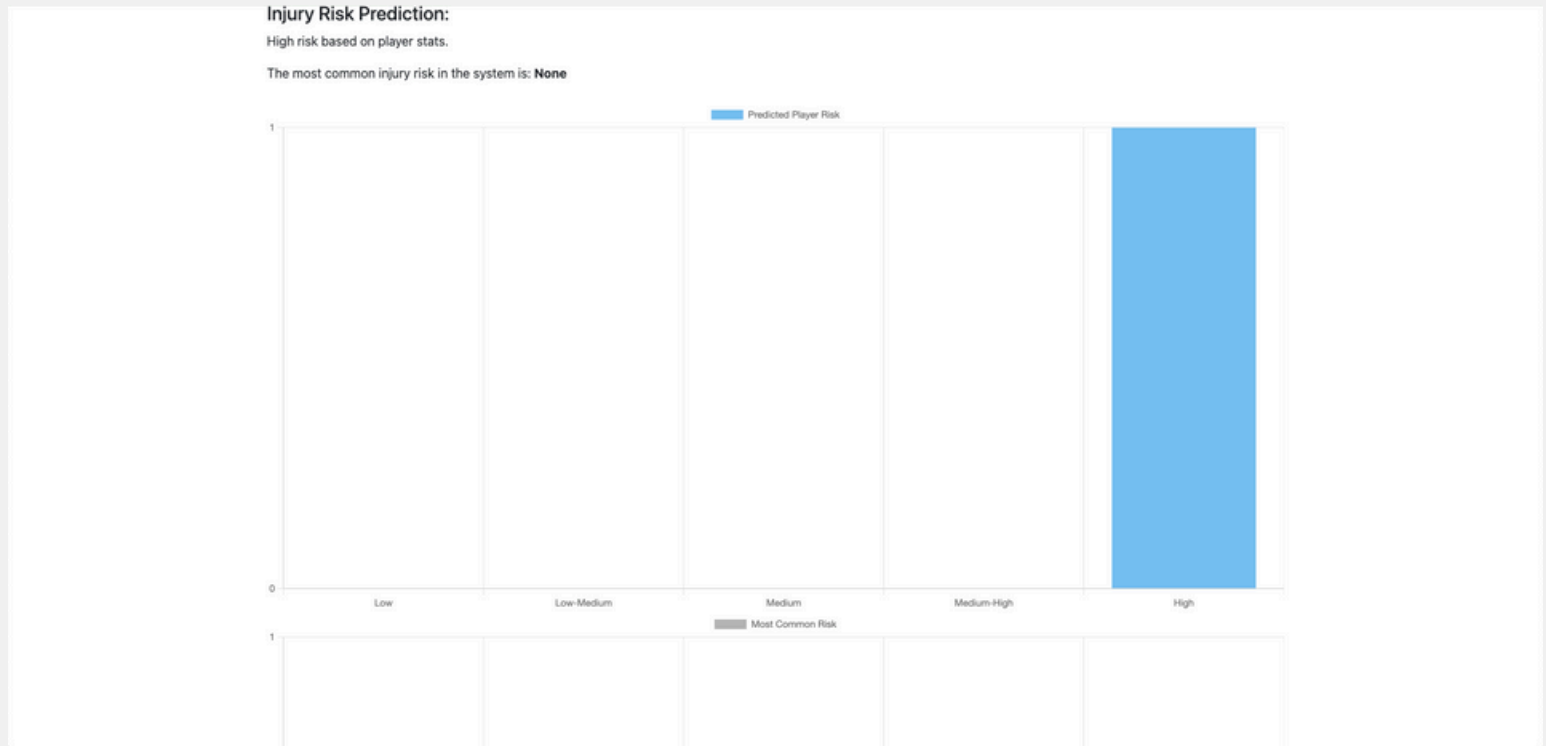 Injury Risk Prediction:
High risk based on player stats.
The most common injury risk in the system is: None
Predicted Player Risk
1
0
Low Low-Medium Medium Medium-High High
Most Common Risk
1